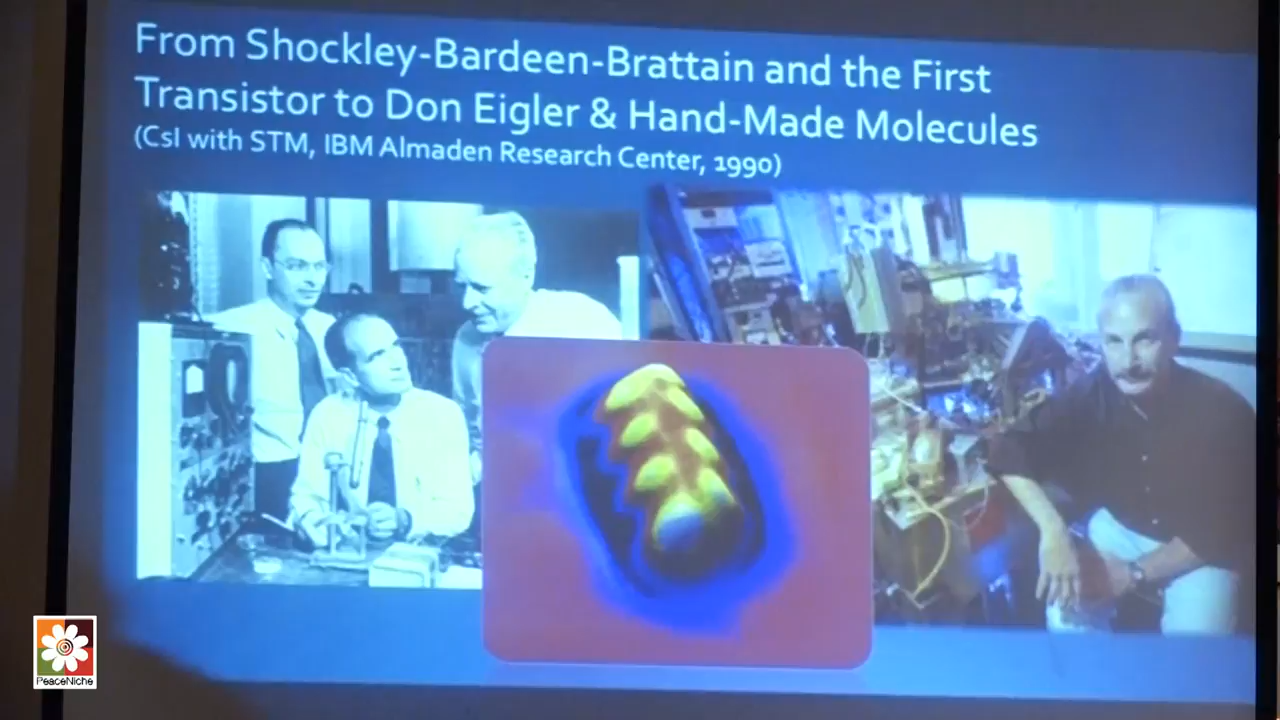 From Shockley-Bardeen-Brattain and the First
Transistor to Don Eigler & Hand-Made Molecules
(CsI with STM, IBM Almaden Research Center, 1990)
PeaceNiche